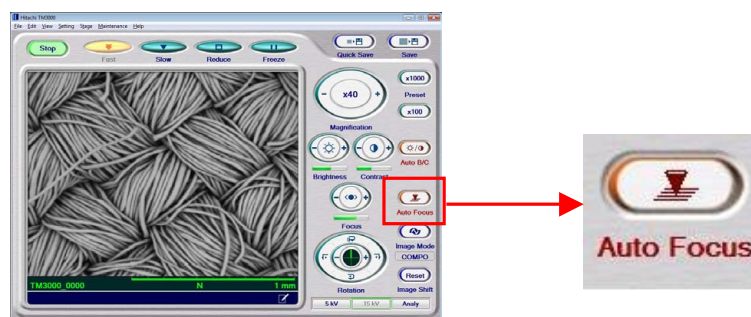 Hitachi TM3000
File Edit View Setting Stage Maintenance Help
Stop
Fast
Slow
Reduce
Freeze
Quick Save
Save
x40
Magnification
x1000
Preset
x100
Brightness
Contrast
Auto B/C
Focus
Auto Focus
Image Mode
COMPO
Rotation
Reset
Image Shift
5 kV
15 kV
Analy
TM3000_0000
N
1 mm
Auto Focus